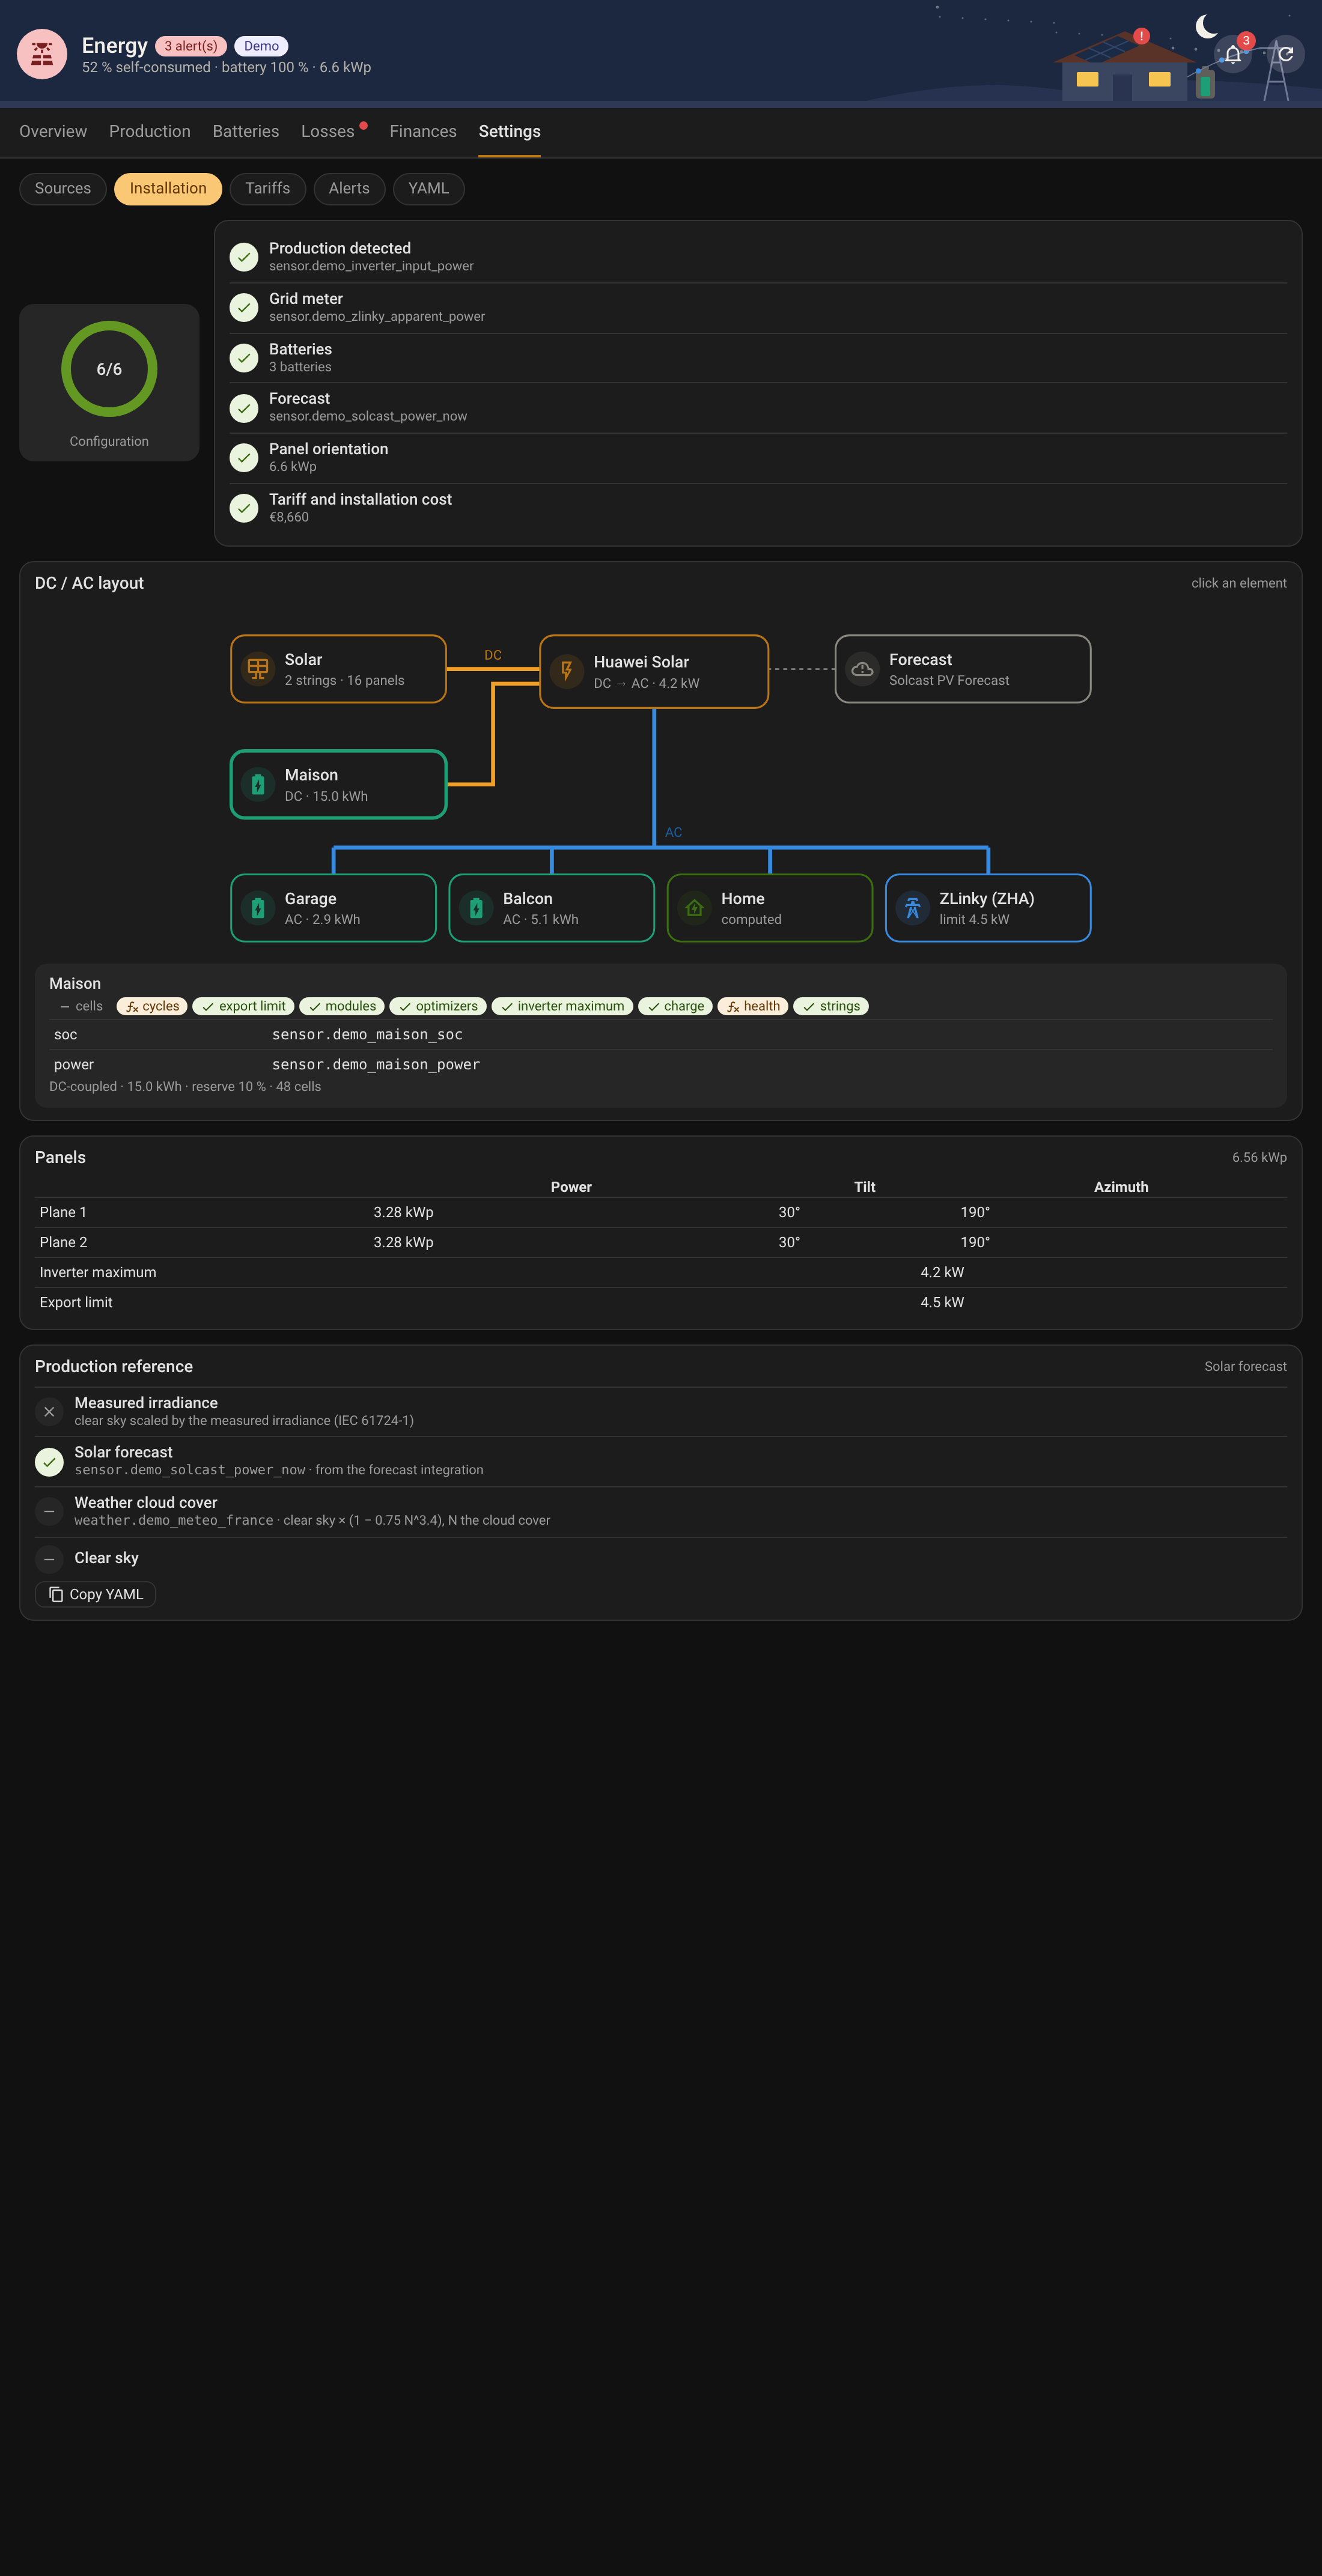 Energy 3 alert(s) Demo
52 % self-consumed · battery 100 % · 6.6 kWp
!
3
Overview Production Batteries Losses Finances Settings
Sources Installation Tariffs Alerts YAML
6/6
Configuration
Production detected
sensor.demo_inverter_input_power
Grid meter
sensor.demo_zlinky_apparent_power
Batteries
3 batteries
Forecast
sensor.demo_solcast_power_now
Panel orientation
6.6 kWp
Tariff and installation cost
€8,660
DC / AC layout click an element
Solar
2 strings · 16 panels
DC
Huawei Solar
DC → AC · 4.2 kW
Forecast
Solcast PV Forecast
Maison
DC · 15.0 kWh
AC
Garage
AC · 2.9 kWh
Balcon
AC · 5.1 kWh
Home
computed
ZLinky (ZHA)
limit 4.5 kW
Maison
cells cycles export limit modules optimizers inverter maximum charge health strings
soc sensor.demo_maison_soc
power sensor.demo_maison_power
DC-coupled · 15.0 kWh · reserve 10 % · 48 cells
Panels 6.56 kWp
Power Tilt Azimuth
Plane 1 3.28 kWp 30° 190°
Plane 2 3.28 kWp 30° 190°
Inverter maximum 4.2 kW
Export limit 4.5 kW
Production reference Solar forecast
Measured irradiance
clear sky scaled by the measured irradiance (IEC 61724-1)
Solar forecast
sensor.demo_solcast_power_now · from the forecast integration
Weather cloud cover
weather.demo_meteo_france · clear sky × (1 − 0.75 N^3.4), N the cloud cover
Clear sky
Copy YAML